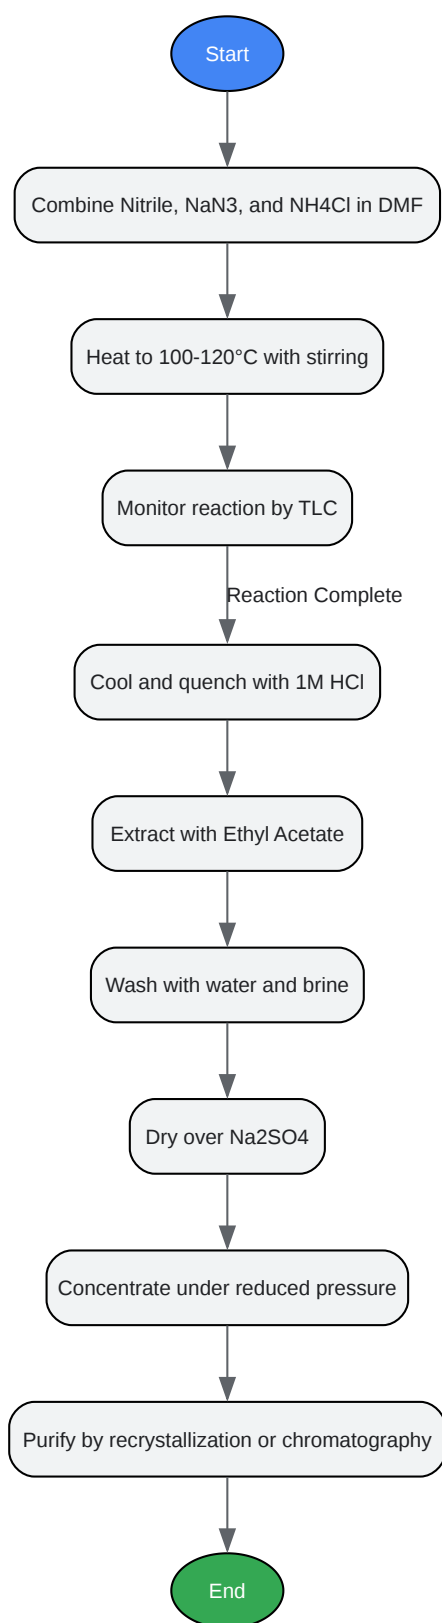 Start
Combine Nitrile, NaN3, and NH4Cl in DMF
Heat to 100-120°C with stirring
Monitor reaction by TLC
Reaction Complete
Cool and quench with 1M HCl
Extract with Ethyl Acetate
Wash with water and brine
Dry over Na2SO4
Concentrate under reduced pressure
Purify by recrystallization or chromatography
End